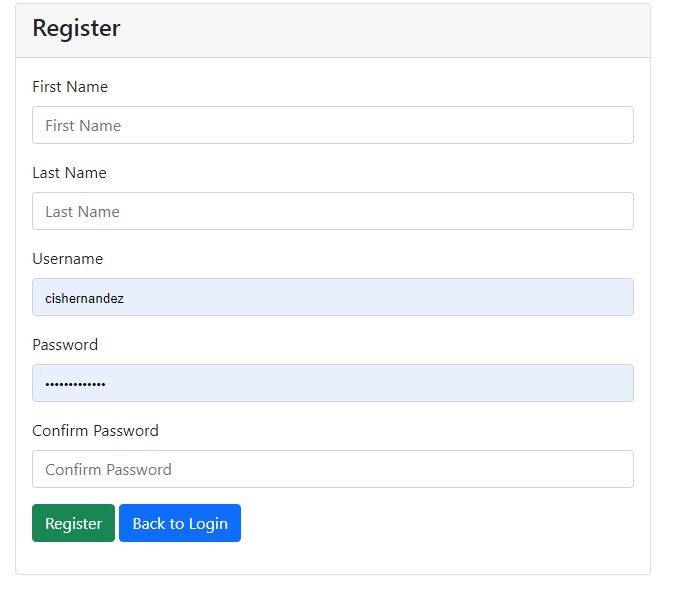 Register
First Name
First Name
Last Name
Last Name
Username
cishernandez
Password
•••••••••••••
Confirm Password
Confirm Password
Register Back to Login